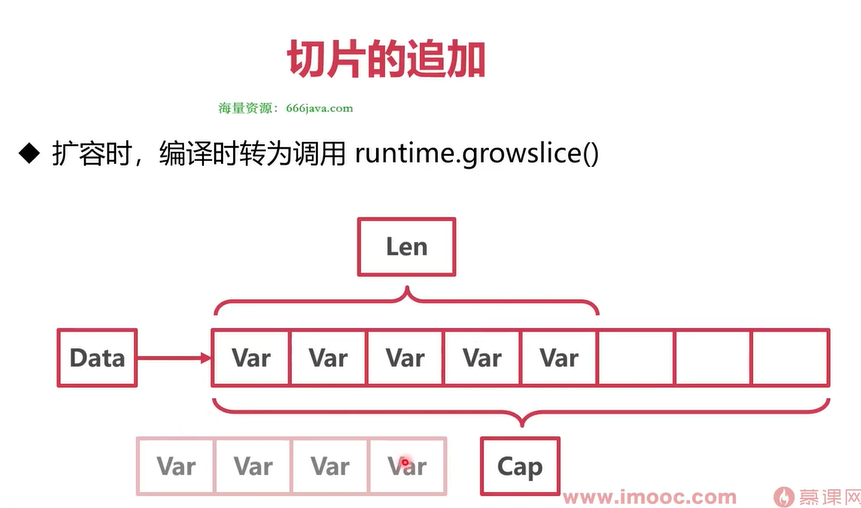 切片的追加
海量资源：666java.com
◆ 扩容时，编译时转为调用 runtime.growslice()
Len
Data Var Var Var Var Var
Var Var Var Var Cap
www.imooc.com 慕课网